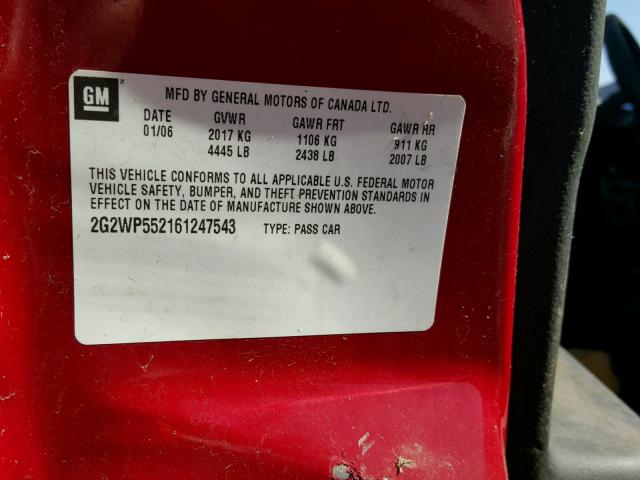 GM
MFD BY GENERAL MOTORS OF CANADA LTD.
DATE GVWR GAWR FRT GAWR RR
01/06 2017 KG 1106 KG 911 KG
4445 LB 2438 LB 2007 LB
THIS VEHICLE CONFORMS TO ALL APPLICABLE U.S. FEDERAL MOTOR
VEHICLE SAFETY, BUMPER, AND THEFT PREVENTION STANDARDS IN
EFFECT ON THE DATE OF MANUFACTURE SHOWN ABOVE.
2G2WP552161247543 TYPE: PASS CAR